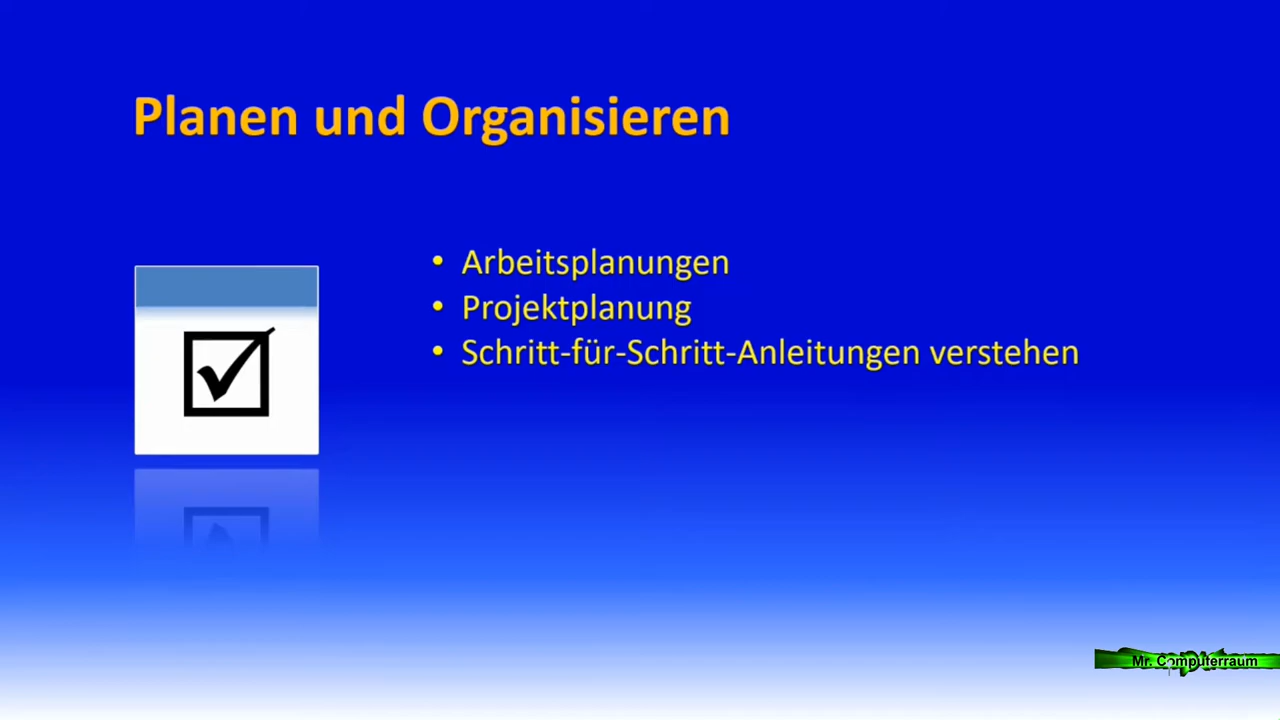 Planen und Organisieren
• Arbeitsplanungen
• Projektplanung
• Schritt-für-Schritt-Anleitungen verstehen
Mr. Computerraum